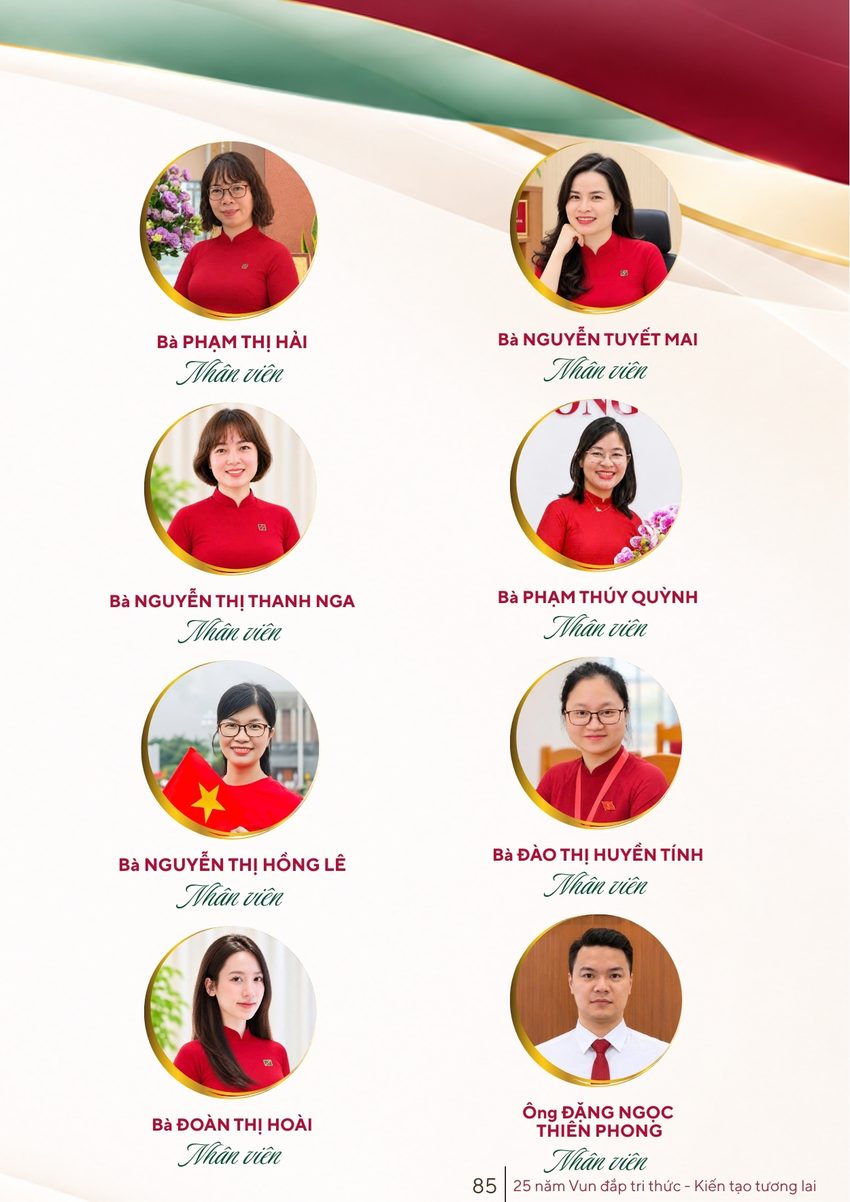 Bà PHẠM THỊ HẢI
Nhân viên
Bà NGUYỄN TUYẾT MAI
Nhân viên
ONG
Bà NGUYỄN THỊ THANH NGA
Nhân viên
Bà PHẠM THÚY QUỲNH
Nhân viên
Bà NGUYỄN THỊ HỒNG LÊ
Nhân viên
Bà ĐÀO THỊ HUYỀN TÍNH
Nhân viên
Bà ĐOÀN THỊ HOÀI
Nhân viên
Ông ĐẶNG NGỌC
THIÊN PHONG
Nhân viên
85 25 năm Vun đắp tri thức - Kiến tạo tương lai